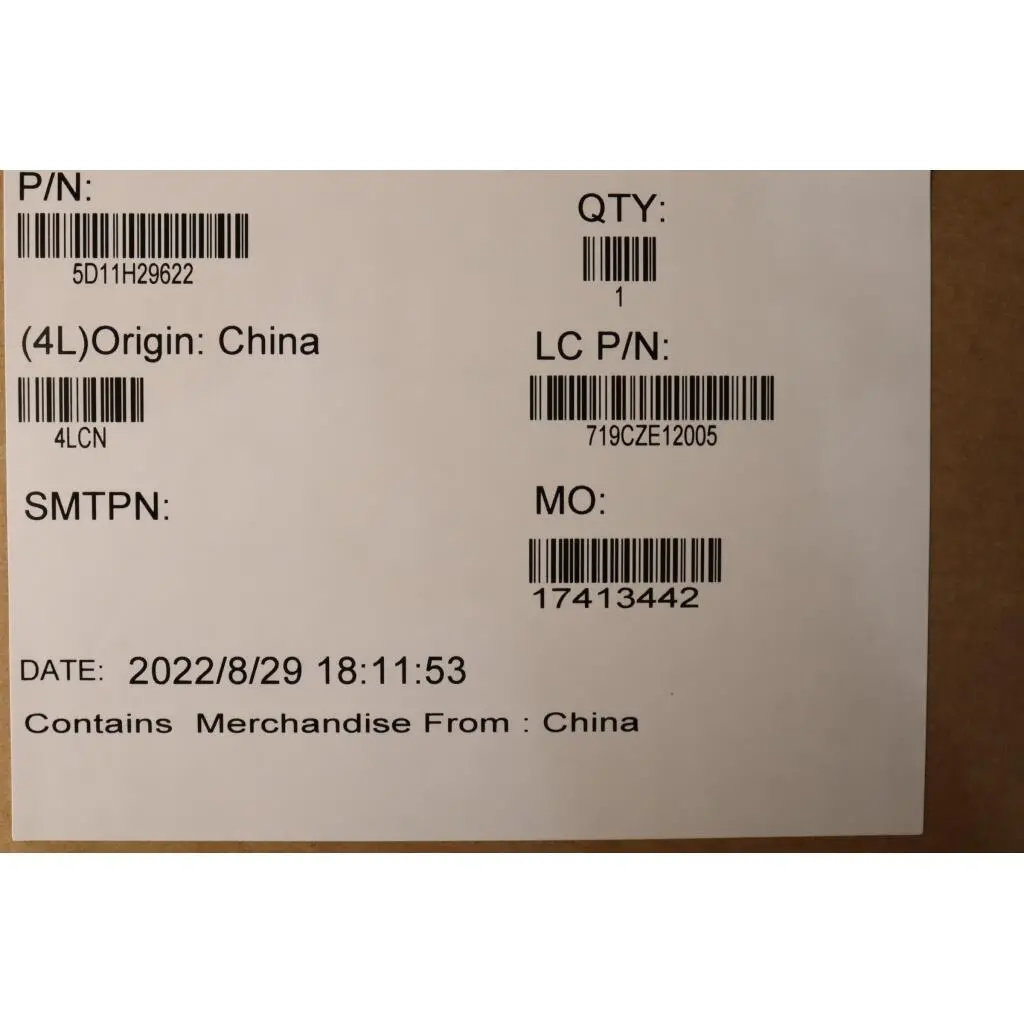 P/N:
5D11H29622
QTY:
1
(4L)Origin: China
4LCN
LC P/N:
719CZE12005
SMTPN:
MO:
17413442
DATE: 2022/8/29 18:11:53
Contains Merchandise From : China